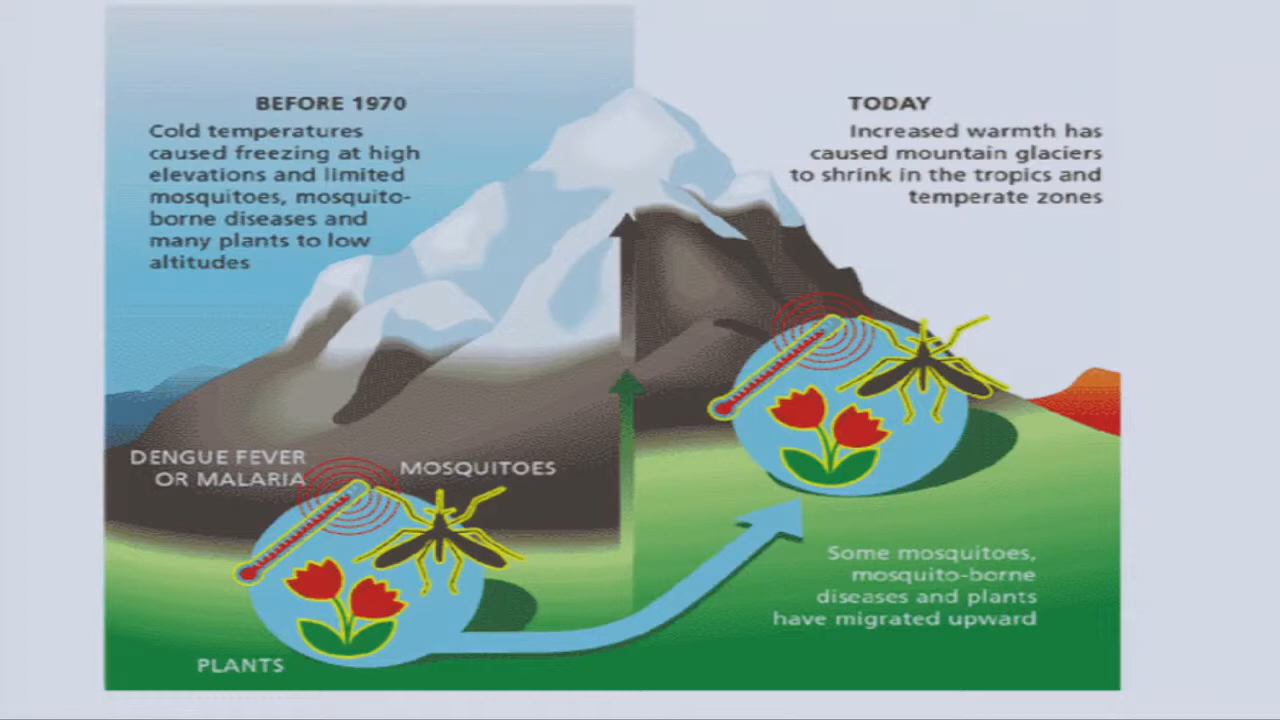 BEFORE 1970
Cold temperatures
caused freezing at high
elevations and limited
mosquitoes, mosquito-
borne diseases and
many plants to low
altitudes
TODAY
Increased warmth has
caused mountain glaciers
to shrink in the tropics and
temperate zones
DENGUE FEVER
OR MALARIA
MOSQUITOES
PLANTS
Some mosquitoes,
mosquito-borne
diseases and plants
have migrated upward